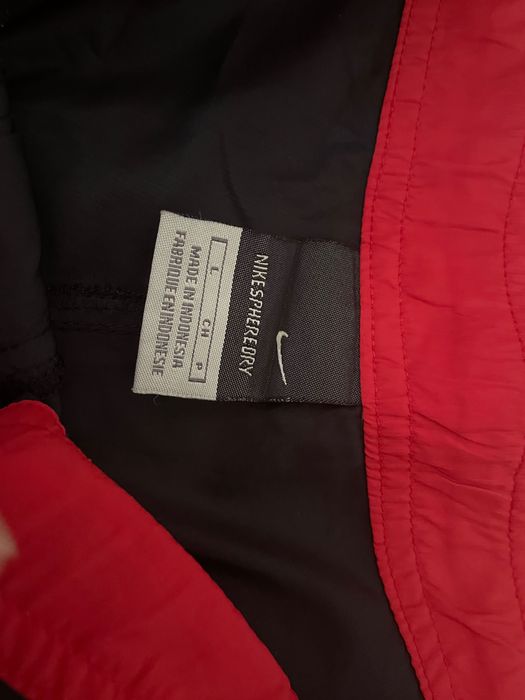 NIKESPHEREDRY
L CH P
MADE IN INDONESIA
FABRIQUE EN INDONESIE